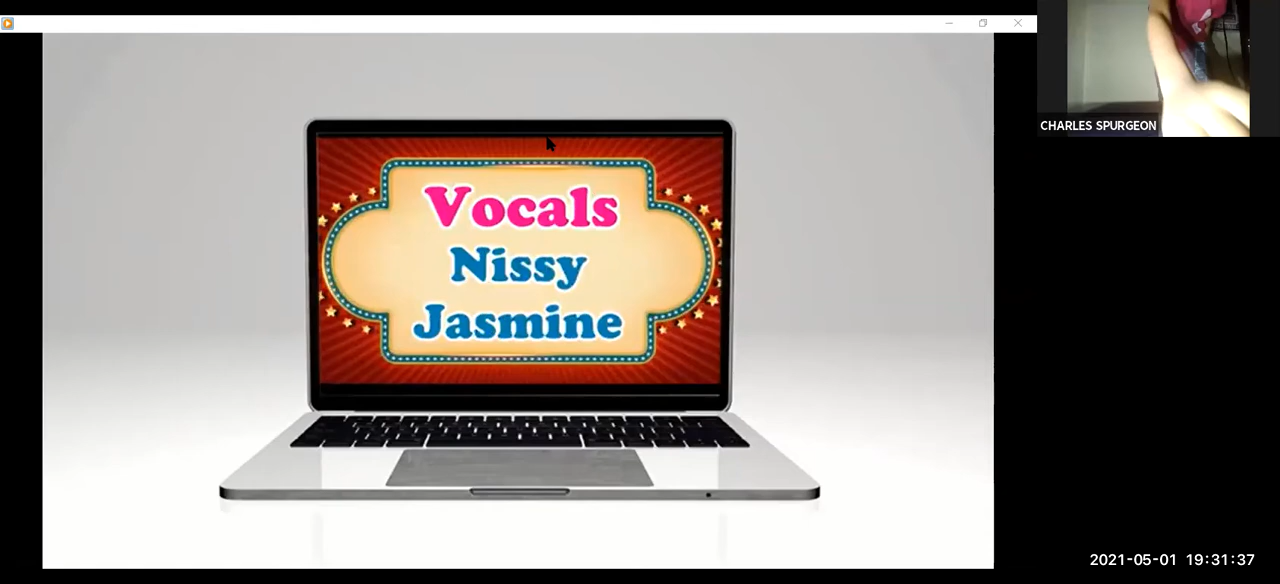 Vocals
Nissy
Jasmine
CHARLES SPURGEON
2021-05-01 19:31:37